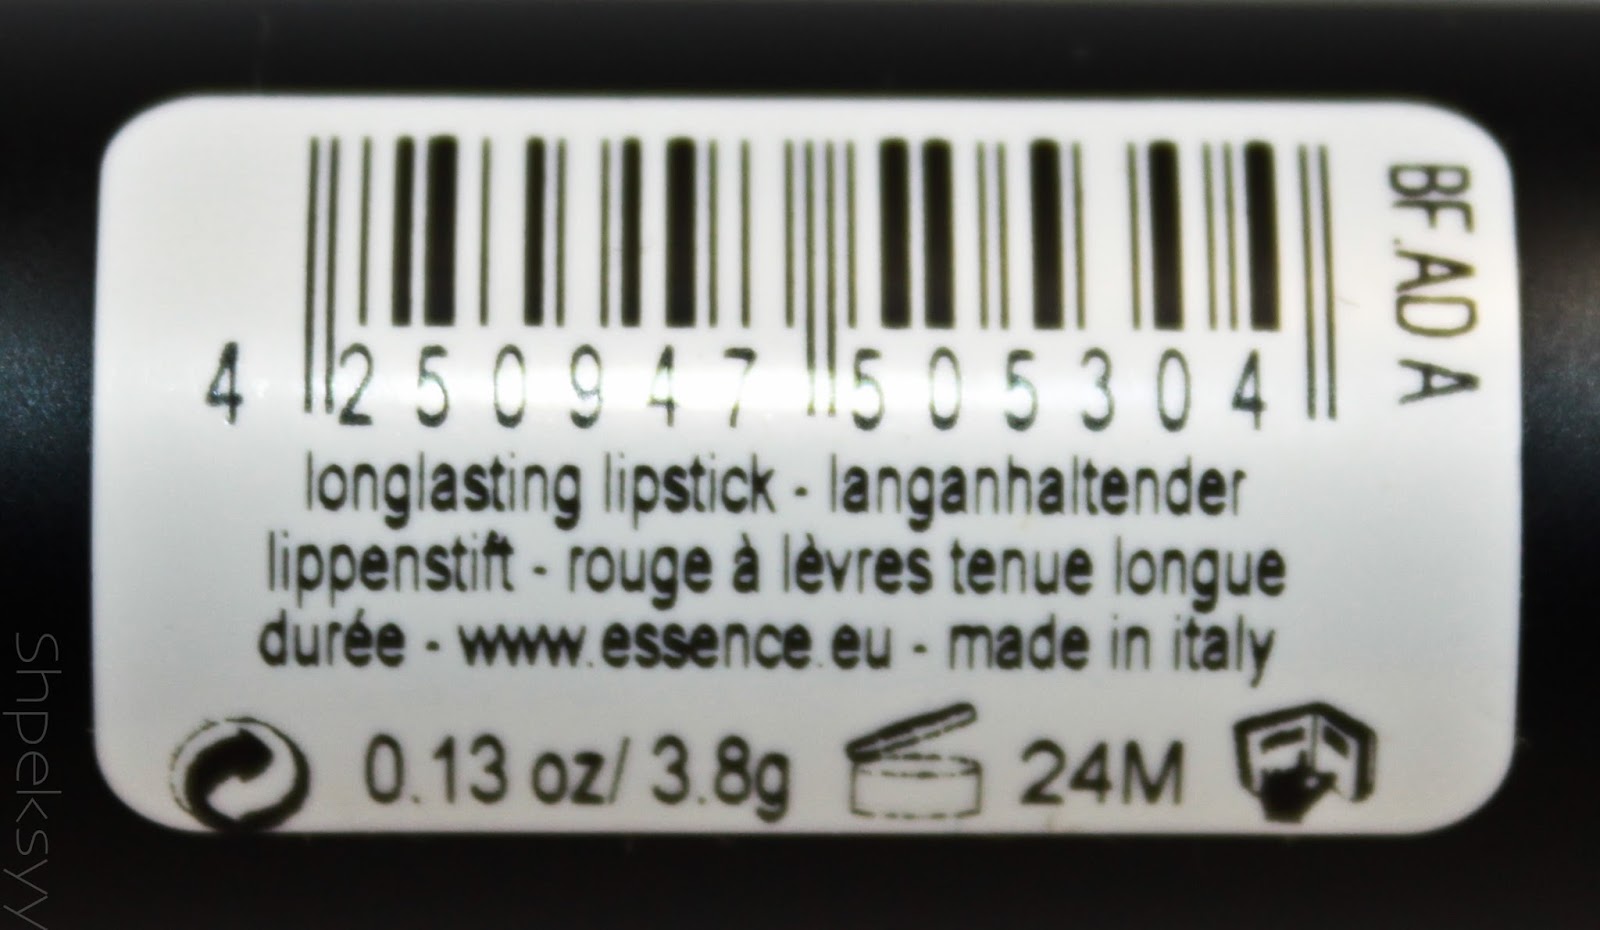 4 250947 505304
BF.AD A
longlasting lipstick - langanhaltender
lippenstift - rouge à lèvres tenue longue
durée - www.essence.eu - made in italy
0.13 oz/ 3.8g 24M
Shpeksyy